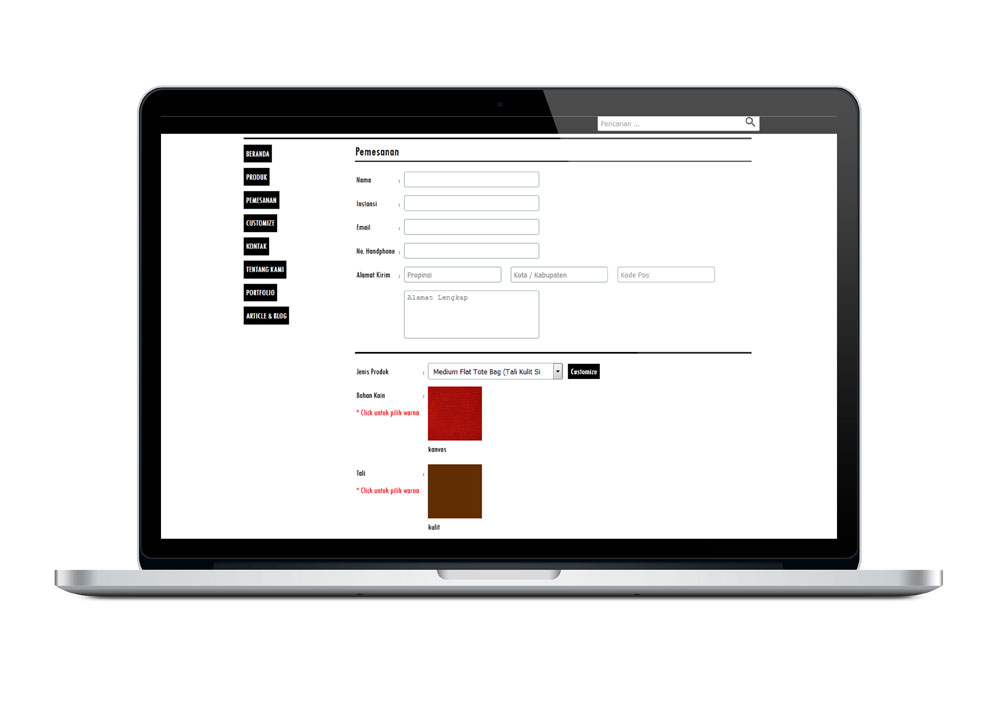 Pencarian ...
BERANDA
PRODUK
PEMESANAN
CUSTOMIZE
KONTAK
TENTANG KAMI
PORTFOLIO
ARTICLE & BLOG
Pemesanan
Nama :
Instansi :
Email :
No. Handphone :
Alamat Kirim : Propinsi Kota / Kabupaten Kode Pos
Alamat Lengkap
Jenis Produk : Medium Flat Tote Bag (Tali Kulit Si Customize
Bahan Kain :
* Click untuk pilih warna
kanvas
Tali :
* Click untuk pilih warna
kulit